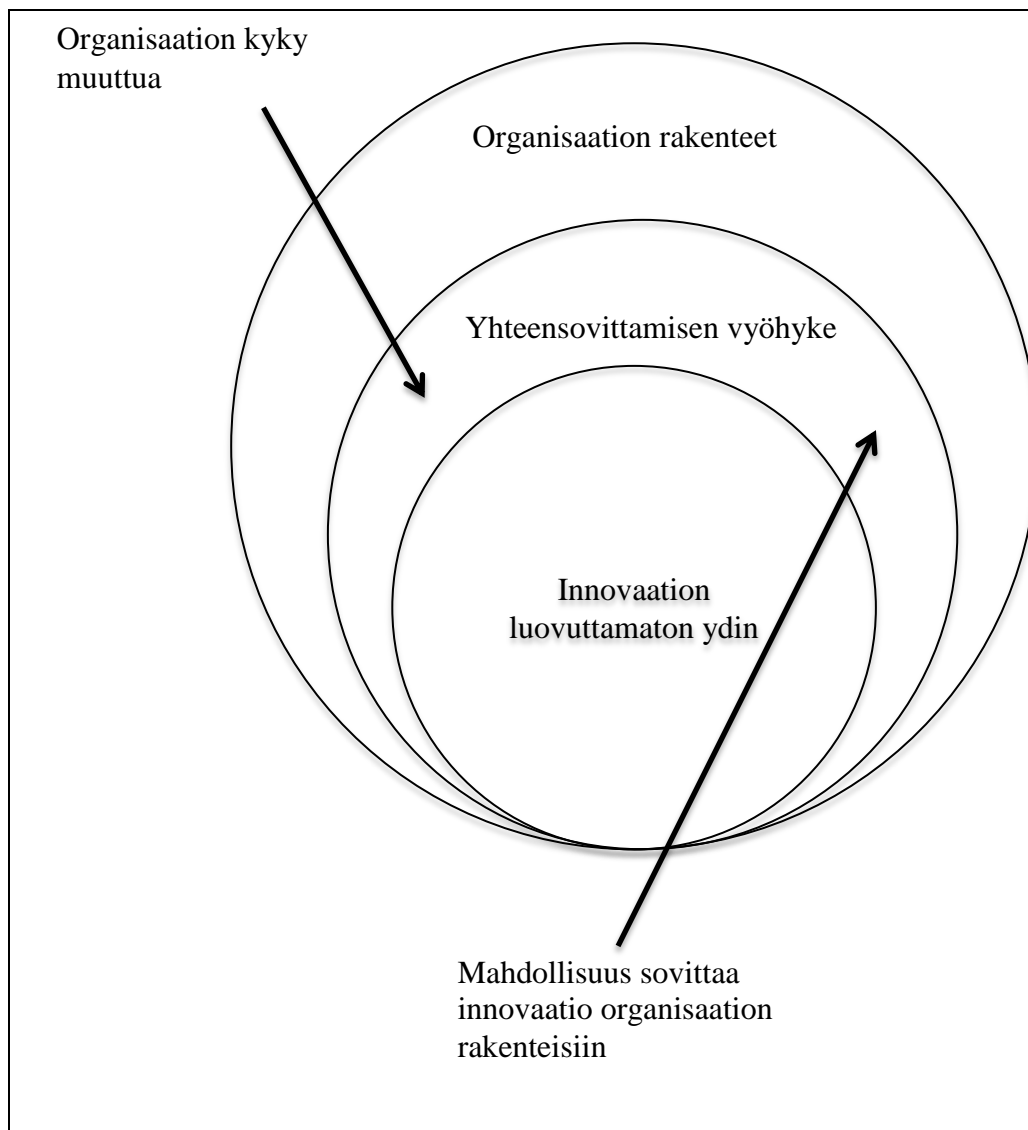 Organisaation kyky
muuttua
Organisaation rakenteet
Yhteensovittamisen vyöhyke
Innovaation
luovuttamaton ydin
Mahdollisuus sovittaa
innovaatio organisaation
rakenteisiin